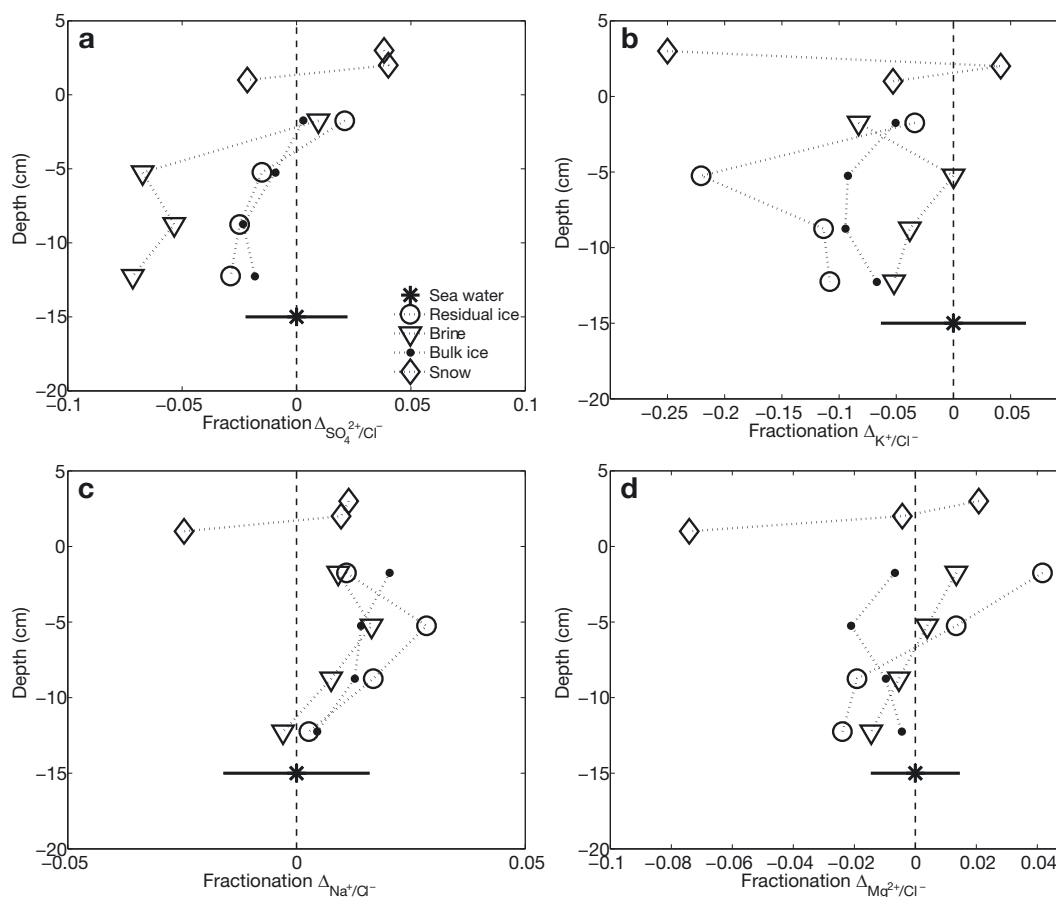 a
5
0
−5
−10
−15
−20
Depth (cm)
−0.1
−0.05
0
0.05
0.1
Fractionation Δ_SO₄²⁺/Cl⁻
Sea water
Residual ice
Brine
Bulk ice
Snow
b
5
0
−5
−10
−15
−20
Depth (cm)
−0.25
−0.2
−0.15
−0.1
−0.05
0
0.05
Fractionation Δ_K⁺/Cl⁻
c
5
0
−5
−10
−15
−20
Depth (cm)
−0.05
0
0.05
Fractionation Δ_Na⁺/Cl⁻
d
5
0
−5
−10
−15
−20
Depth (cm)
−0.1
−0.08
−0.06
−0.04
−0.02
0
0.02
0.04
Fractionation Δ_Mg²⁺/Cl⁻